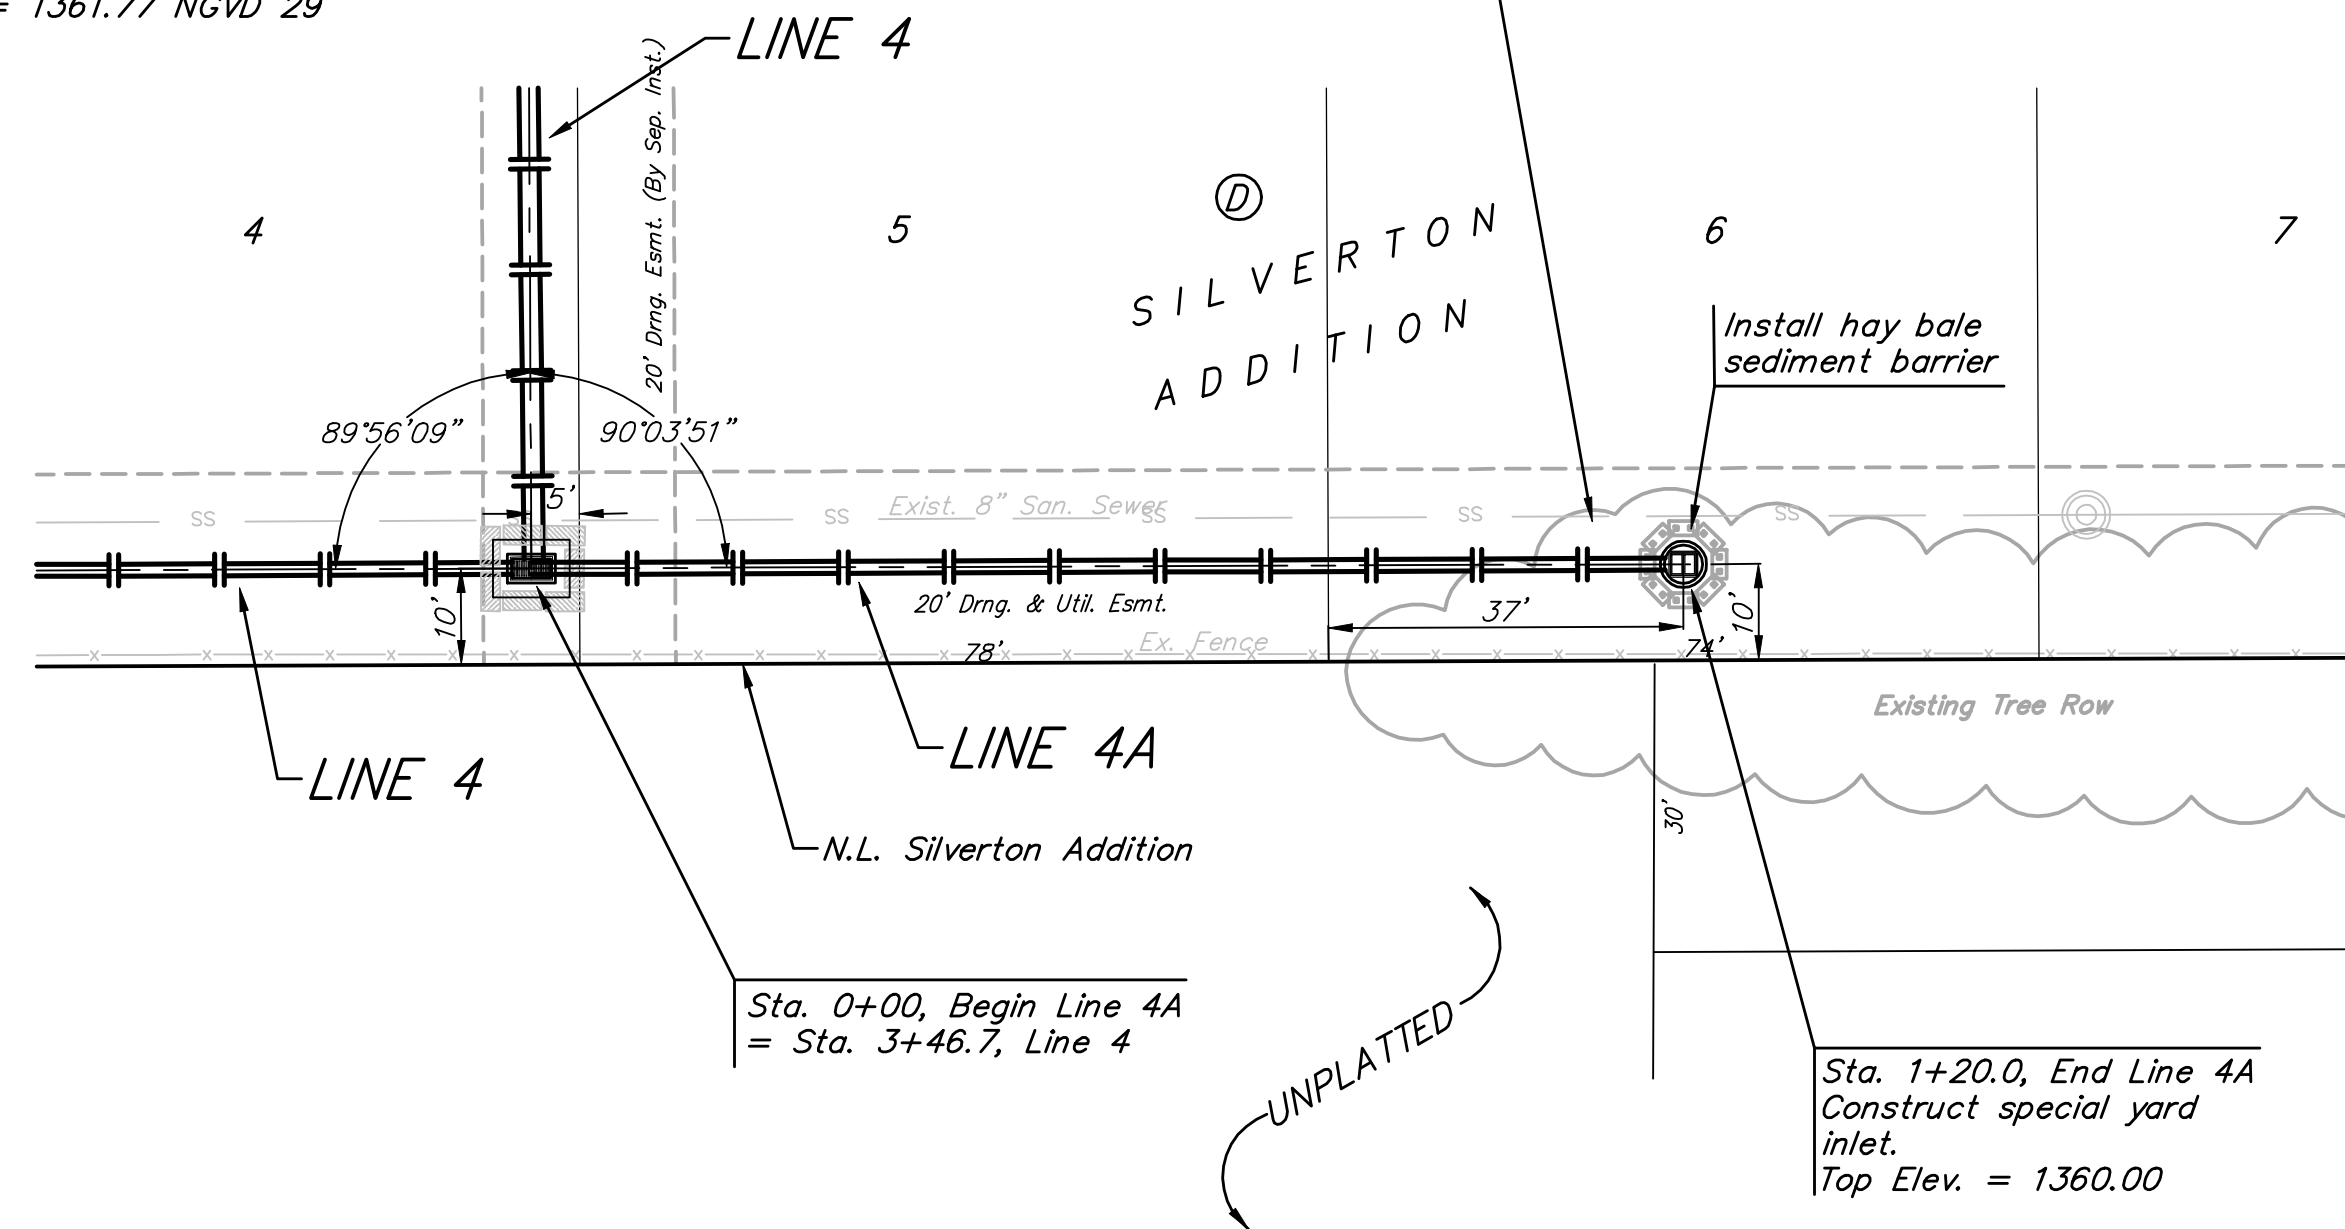 = 1361.77 NGVD 29
LINE 4
20' Drng. Esmt. (By Sep. Inst.)
4
5
D
6
7
SILVERTON
ADDITION
Install hay bale
sediment barrier
89°56'09"
90°03'51"
5'
Exist. 8" San. Sewer
SS
SS
SS
SS
SS
10'
20' Drng. & Util. Esmt.
37'
10'
Ex. Fence
78'
74'
Existing Tree Row
LINE 4A
LINE 4
30'
N.L. Silverton Addition
Sta. 0+00, Begin Line 4A
= Sta. 3+46.7, Line 4
UNPLATTED
Sta. 1+20.0, End Line 4A
Construct special yard
inlet.
Top Elev. = 1360.00